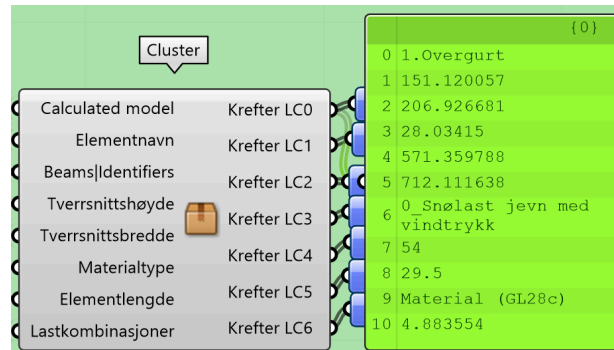 Cluster
Calculated model
Elementnavn
Beams|Identifiers
Tverrsnittshøyde
Tverrsnittsbredde
Materialtype
Elementlengde
Lastkombinasjoner
Krefter LC0
Krefter LC1
Krefter LC2
Krefter LC3
Krefter LC4
Krefter LC5
Krefter LC6
{0}
0 1.Overgurt
1 151.120057
2 206.926681
3 28.03415
4 571.359788
5 712.111638
6 0_Snølast jevn med
vindtrykk
7 54
8 29.5
9 Material (GL28c)
10 4.883554